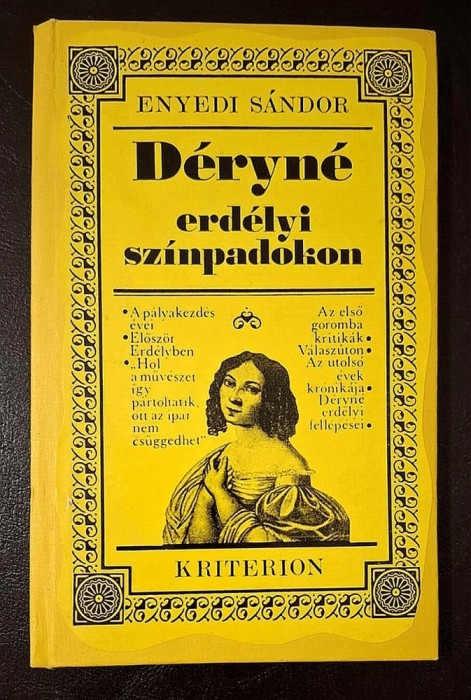 ENYEDI SÁNDOR
Déryné
erdélyi
színpadokon
• A pályakezdés
évei
• Először
Erdélyben
• „Hol
a művészet
így
pártoltatik,
ott az ipar
nem
csüggedhet"
Az első
goromba
kritikák •
Válaszúton •
Az utolsó
évek
krónikája •
Déryné
erdélyi
fellépései •
KRITERION